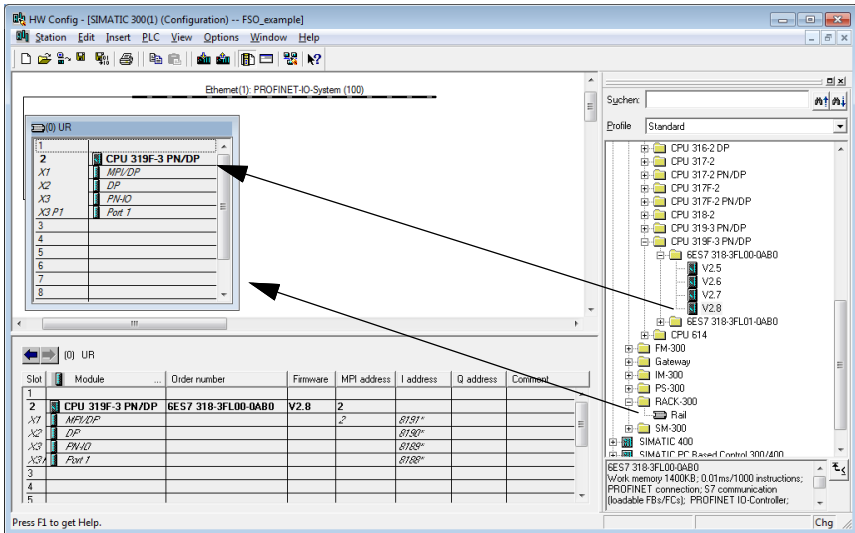 HW Config - [SIMATIC 300(1) (Configuration) -- FSO_example]
Station Edit Insert PLC View Options Window Help
Ethernet(1): PROFINET-IO-System (100)
(0) UR
1
2 CPU 319F-3 PN/DP
X1 MPI/DP
X2 DP
X3 PN-IO
X3 P1 Port 1
3
4
5
6
7
8
Suchen:
Profile Standard
CPU 316-2 DP
CPU 317-2
CPU 317-2 PN/DP
CPU 317F-2
CPU 317F-2 PN/DP
CPU 318-2
CPU 319-3 PN/DP
CPU 319F-3 PN/DP
6ES7 318-3FL00-0AB0
V2.5
V2.6
V2.7
V2.8
6ES7 318-3FL01-0AB0
CPU 614
FM-300
Gateway
IM-300
PS-300
RACK-300
Rail
SM-300
SIMATIC 400
SIMATIC PC Based Control 300/400
6ES7 318-3FL00-0AB0
Work memory 1400KB; 0.01ms/1000 instructions;
PROFINET connection; S7 communication
(loadable FBs/FCs); PROFINET IO-Controller;
(0) UR
Slot Module ... Order number Firmware MPI address I address Q address Comment
1
2 CPU 319F-3 PN/DP 6ES7 318-3FL00-0AB0 V2.8 2
X1 MPI/DP 2 8191*
X2 DP 8190*
X3 PN-IO 8189*
X3 Port 1 8188*
3
4
5
Press F1 to get Help.
Chg